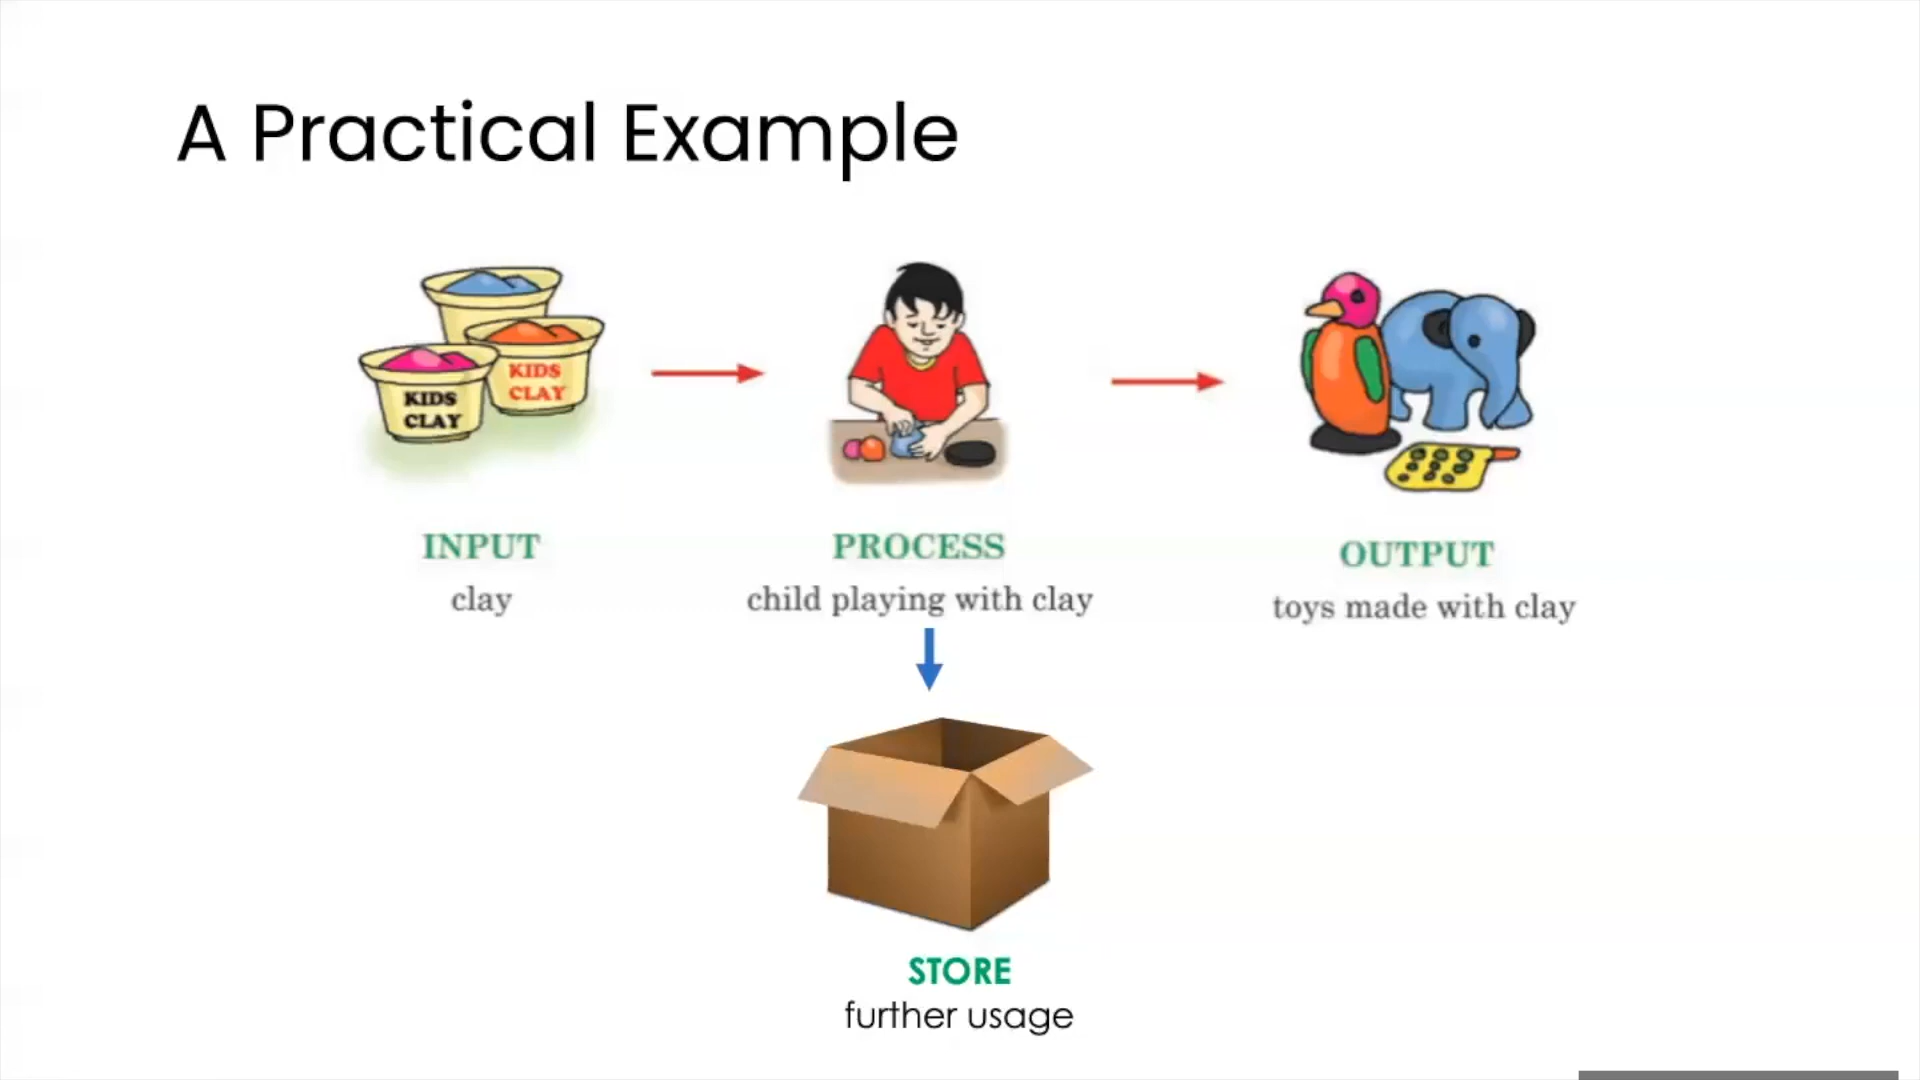 A Practical Example
KIDS
CLAY
KIDS
CLAY
INPUT
clay
PROCESS
child playing with clay
OUTPUT
toys made with clay
STORE
further usage